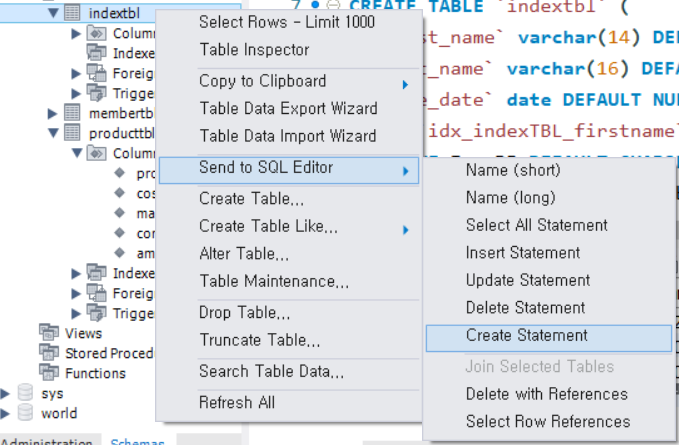 indextbl
Select Rows - Limit 1000
Table Inspector
Copy to Clipboard
Table Data Export Wizard
Table Data Import Wizard
Send to SQL Editor
Create Table...
Create Table Like...
Alter Table...
Table Maintenance...
Drop Table...
Truncate Table...
Search Table Data...
Refresh All
Name (short)
Name (long)
Select All Statement
Insert Statement
Update Statement
Delete Statement
Create Statement
Join Selected Tables
Delete with References
Select Row References
7 CREATE TABLE `indextbl` (
t_name` varchar(14) DE
t_name` varchar(16) DEFA
e_date` date DEFAULT NU
idx_indexTBL_firstname`
Colum
Indexe
Foreig
Trigge
membertb
producttb
Colum
pro
cos
ma
co
am
Indexe
Foreig
Trigge
Views
Stored Proced
Functions
sys
world
Administration Schemas